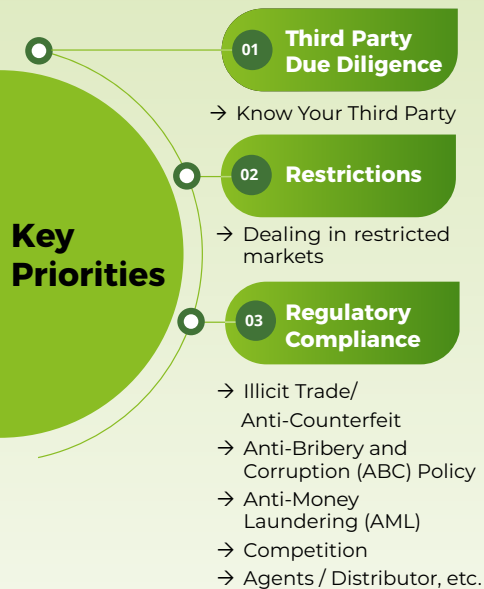 Key
Priorities
01
Third Party
Due Diligence
→ Know Your Third Party
02
Restrictions
→ Dealing in restricted
markets
03
Regulatory
Compliance
→ Illicit Trade/
Anti-Counterfeit
→ Anti-Bribery and
Corruption (ABC) Policy
→ Anti-Money
Laundering (AML)
→ Competition
→ Agents / Distributor, etc.